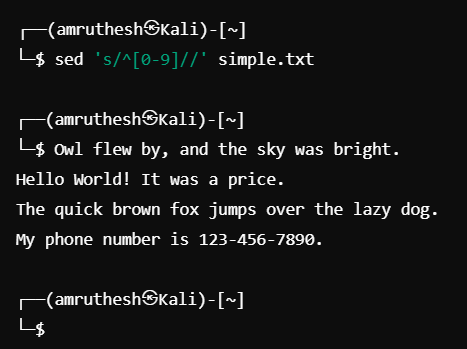 ┌──(amruthesh㉿Kali)-[~]
└─$ sed 's/^[0-9]//' simple.txt
┌──(amruthesh㉿Kali)-[~]
└─$ Owl flew by, and the sky was bright.
Hello World! It was a price.
The quick brown fox jumps over the lazy dog.
My phone number is 123-456-7890.
┌──(amruthesh㉿Kali)-[~]
└─$